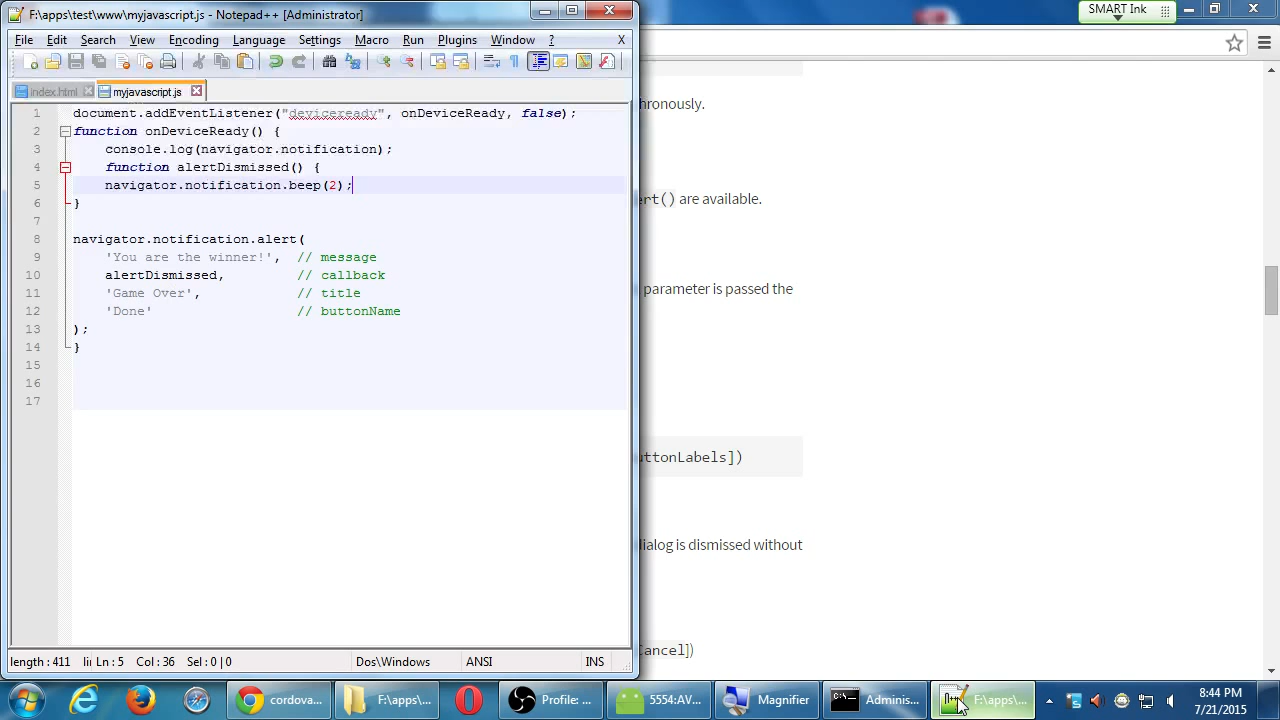 F:\apps\test\www\myjavascript.js - Notepad++ [Administrator]
SMART Ink
File Edit Search View Encoding Language Settings Macro Run Plugins Window ? X
index.html myjavascript.js
1 document.addEventListener("deviceready", onDeviceReady, false);
2 function onDeviceReady() {
3 console.log(navigator.notification);
4 function alertDismissed() {
5 navigator.notification.beep(2);
6 }
7
8 navigator.notification.alert(
9 'You are the winner!', // message
10 alertDismissed, // callback
11 'Game Over', // title
12 'Done' // buttonName
13 );
14 }
15
16
17
hronously.
ert() are available.
parameter is passed the
uttonLabels])
dialog is dismissed without
Cancel])
length : 411 li Ln : 5 Col : 36 Sel : 0 | 0 Dos\Windows ANSI INS
cordova... F:\apps\... Profile: ... 5554:AV... Magnifier Adminis... F:\apps\...
8:44 PM
7/21/2015